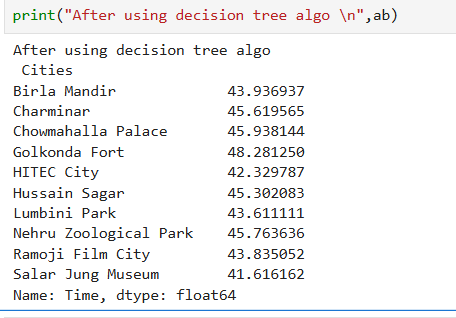 print("After using decision tree algo \n",ab)
After using decision tree algo
 Cities
Birla Mandir             43.936937
Charminar                45.619565
Chowmahalla Palace       45.938144
Golkonda Fort            48.281250
HITEC City               42.329787
Hussain Sagar            45.302083
Lumbini Park             43.611111
Nehru Zoological Park    45.763636
Ramoji Film City         43.835052
Salar Jung Museum        41.616162
Name: Time, dtype: float64